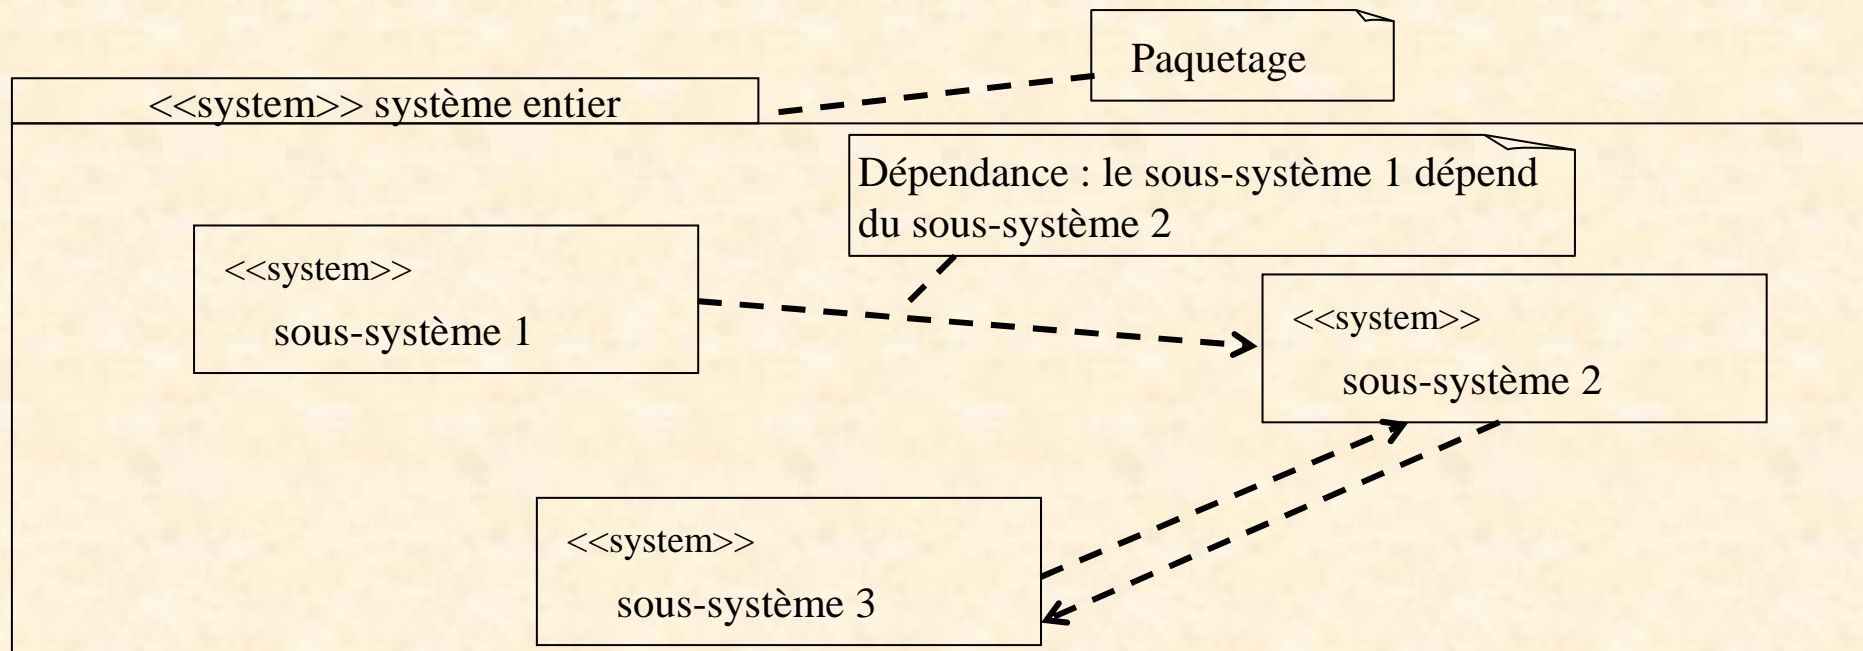 Paquetage
<<system>> système entier
Dépendance : le sous-système 1 dépend
du sous-système 2
<<system>>
sous-système 1
<<system>>
sous-système 2
<<system>>
sous-système 3